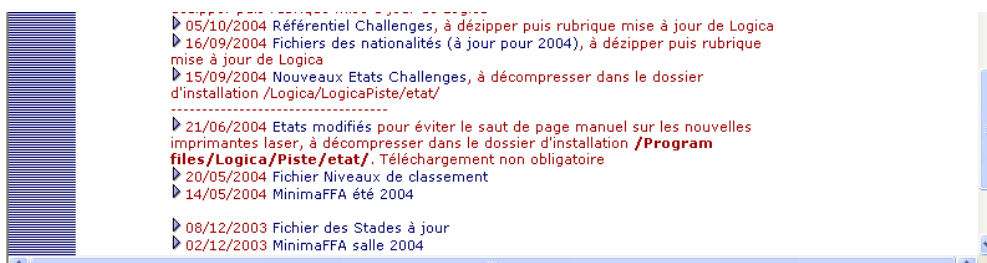 05/10/2004 Référentiel Challenges, à dézipper puis rubrique mise à jour de Logica
16/09/2004 Fichiers des nationalités (à jour pour 2004), à dézipper puis rubrique
mise à jour de Logica
15/09/2004 Nouveaux Etats Challenges, à décompresser dans le dossier
d'installation /Logica/LogicaPiste/etat/
---------------------------------
21/06/2004 Etats modifiés pour éviter le saut de page manuel sur les nouvelles
imprimantes laser, à décompresser dans le dossier d'installation /Program
files/Logica/Piste/etat/. Téléchargement non obligatoire
20/05/2004 Fichier Niveaux de classement
14/05/2004 MinimaFFA été 2004
08/12/2003 Fichier des Stades à jour
02/12/2003 MinimaFFA salle 2004